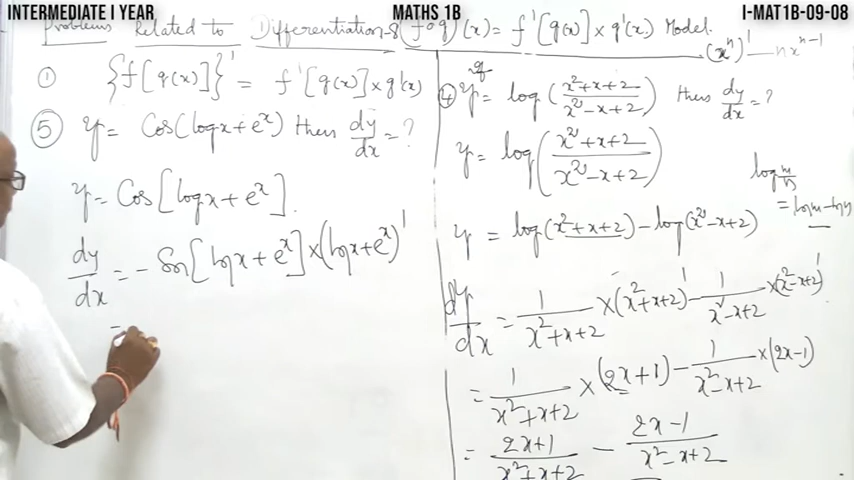 INTERMEDIATE I YEAR
MATHS 1B
I-MAT1B-09-08
Problems Related to Differentiation-8 (fog)'(x) = f'[g(x)] × g'(x) Model.
(xⁿ)' — nxⁿ⁻¹
① {f[g(x)]}' = f'[g(x)] × g'(x)
⑤ y = Cos(logx + eˣ) then dy/dx = ?
y = Cos[logx + eˣ].
dy/dx = - Sin[logx + eˣ] × (logx + eˣ)'
=
④ If y = log(x²+x+2/x²-x+2) then dy/dx = ?
y = log(x²+x+2/x²-x+2)
log m/n
= logm - logn
y = log(x²+x+2) - log(x²-x+2)
dy/dx = 1/x²+x+2 × (x²+x+2)' - 1/x²-x+2 × (x²-x+2)'
= 1/x²+x+2 × (2x+1) - 1/x²-x+2 × (2x-1)
= 2x+1/x²+x+2 - 2x-1/x²-x+2